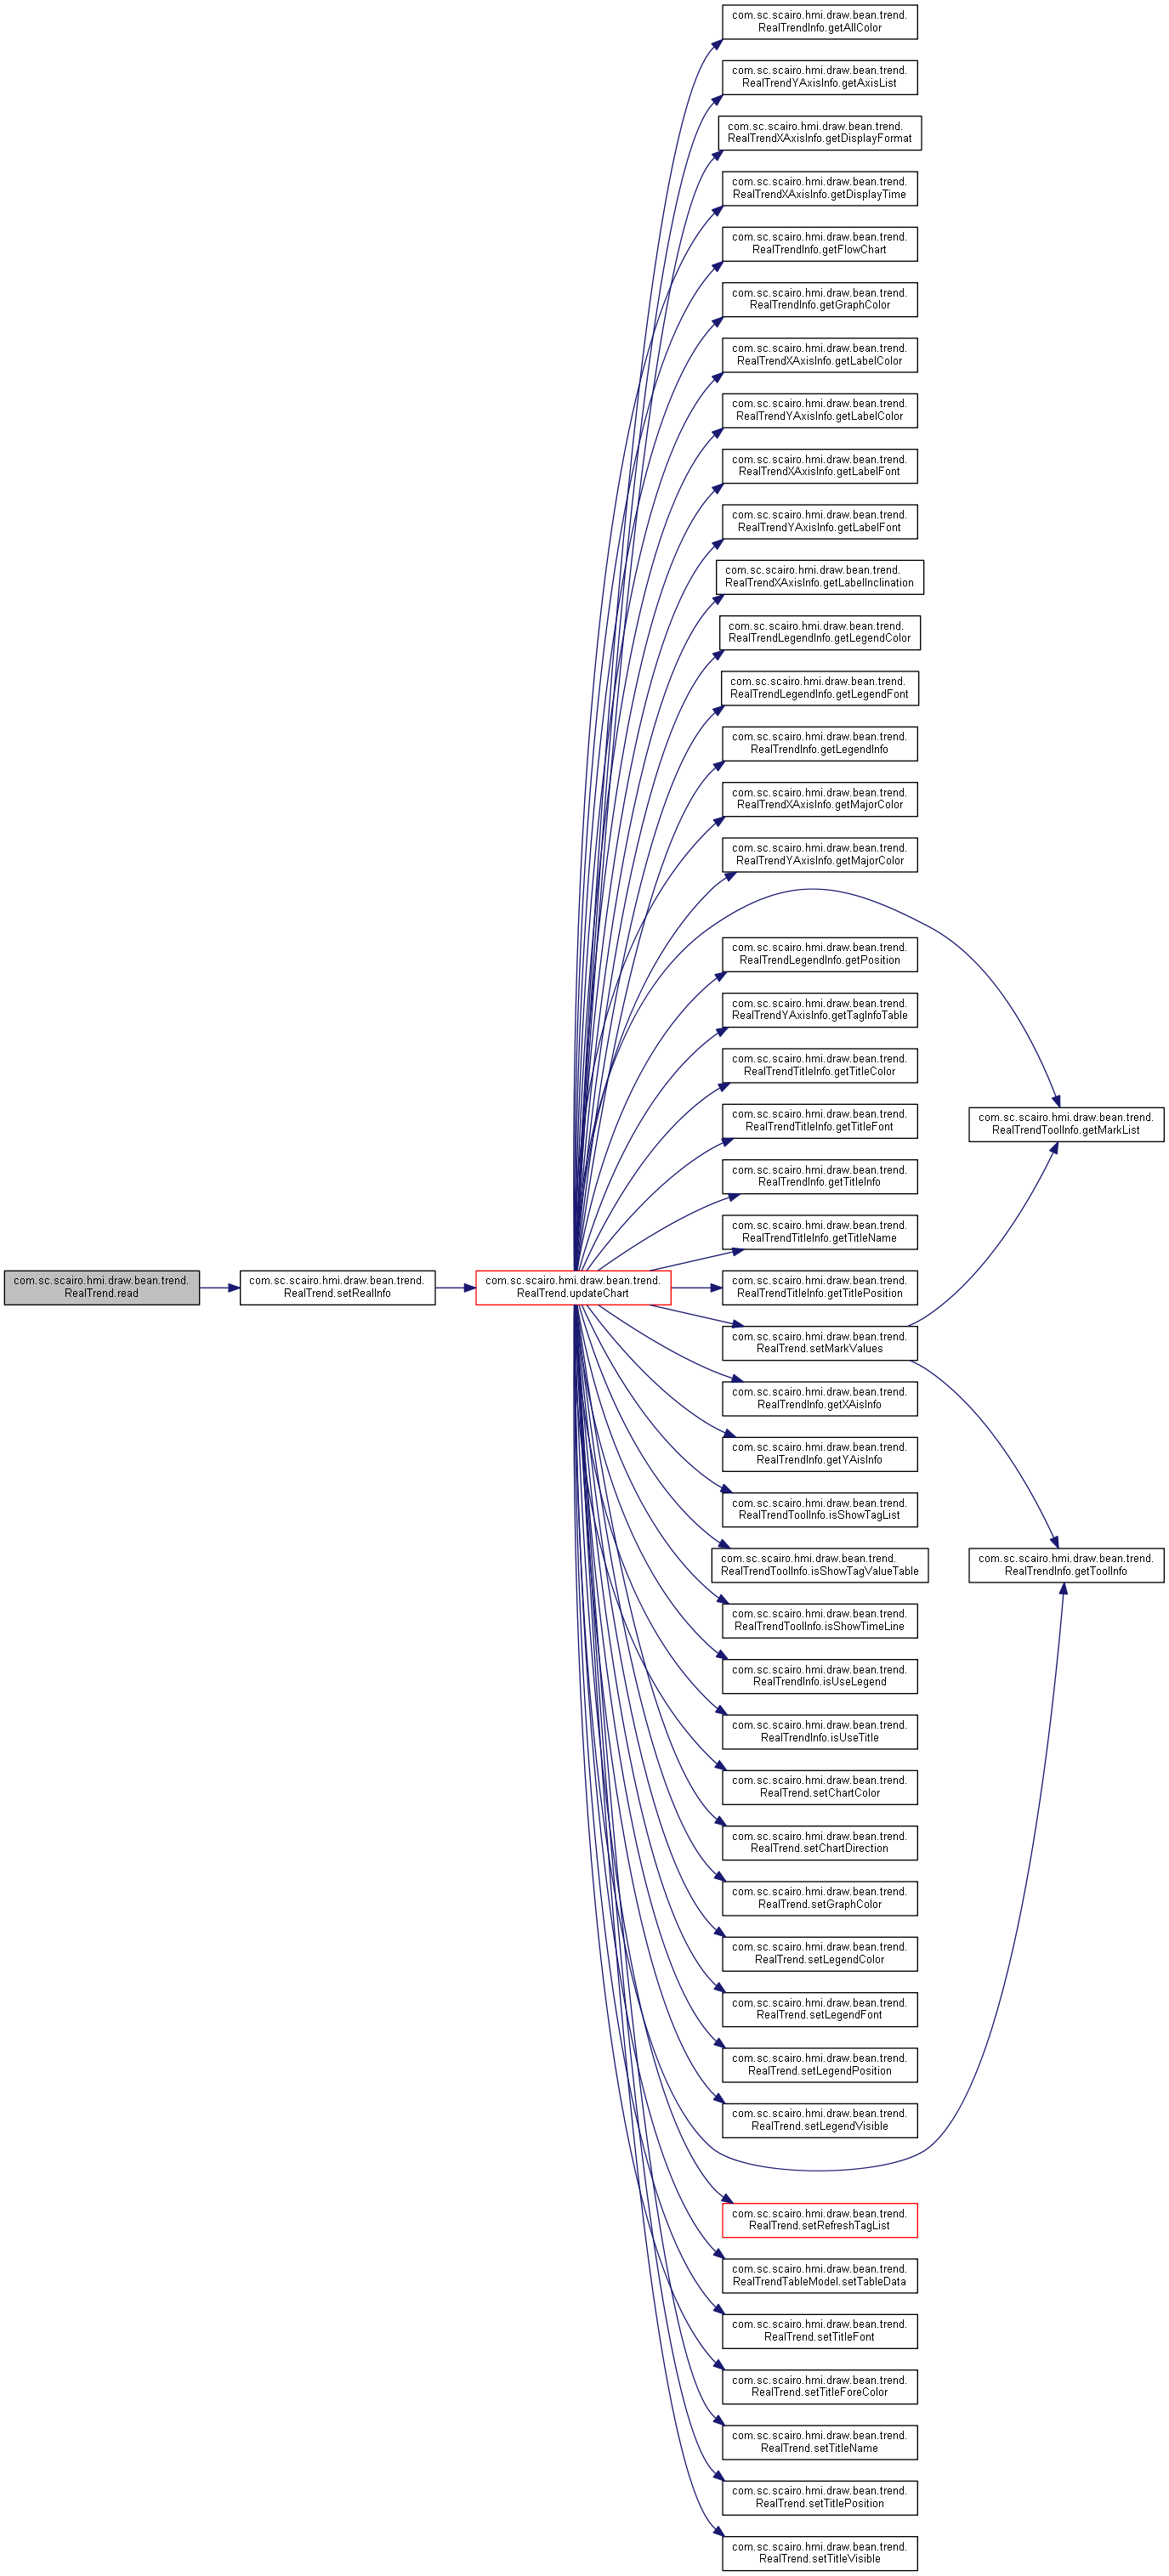 com.sc.scairo.hmi.draw.bean.trend.
RealTrendInfo.getAllColor
com.sc.scairo.hmi.draw.bean.trend.
RealTrendYAxisInfo.getAxisList
com.sc.scairo.hmi.draw.bean.trend.
RealTrendXAxisInfo.getDisplayFormat
com.sc.scairo.hmi.draw.bean.trend.
RealTrendXAxisInfo.getDisplayTime
com.sc.scairo.hmi.draw.bean.trend.
RealTrendInfo.getFlowChart
com.sc.scairo.hmi.draw.bean.trend.
RealTrendInfo.getGraphColor
com.sc.scairo.hmi.draw.bean.trend.
RealTrendXAxisInfo.getLabelColor
com.sc.scairo.hmi.draw.bean.trend.
RealTrendYAxisInfo.getLabelColor
com.sc.scairo.hmi.draw.bean.trend.
RealTrendXAxisInfo.getLabelFont
com.sc.scairo.hmi.draw.bean.trend.
RealTrendYAxisInfo.getLabelFont
com.sc.scairo.hmi.draw.bean.trend.
RealTrendXAxisInfo.getLabelInclination
com.sc.scairo.hmi.draw.bean.trend.
RealTrendLegendInfo.getLegendColor
com.sc.scairo.hmi.draw.bean.trend.
RealTrendLegendInfo.getLegendFont
com.sc.scairo.hmi.draw.bean.trend.
RealTrendInfo.getLegendInfo
com.sc.scairo.hmi.draw.bean.trend.
RealTrendXAxisInfo.getMajorColor
com.sc.scairo.hmi.draw.bean.trend.
RealTrendYAxisInfo.getMajorColor
com.sc.scairo.hmi.draw.bean.trend.
RealTrendLegendInfo.getPosition
com.sc.scairo.hmi.draw.bean.trend.
RealTrendYAxisInfo.getTagInfoTable
com.sc.scairo.hmi.draw.bean.trend.
RealTrendTitleInfo.getTitleColor
com.sc.scairo.hmi.draw.bean.trend.
RealTrendTitleInfo.getTitleFont
com.sc.scairo.hmi.draw.bean.trend.
RealTrendToolInfo.getMarkList
com.sc.scairo.hmi.draw.bean.trend.
RealTrendInfo.getTitleInfo
com.sc.scairo.hmi.draw.bean.trend.
RealTrendTitleInfo.getTitleName
com.sc.scairo.hmi.draw.bean.trend.
RealTrend.read
com.sc.scairo.hmi.draw.bean.trend.
RealTrend.setRealInfo
com.sc.scairo.hmi.draw.bean.trend.
RealTrend.updateChart
com.sc.scairo.hmi.draw.bean.trend.
RealTrendTitleInfo.getTitlePosition
com.sc.scairo.hmi.draw.bean.trend.
RealTrend.setMarkValues
com.sc.scairo.hmi.draw.bean.trend.
RealTrendInfo.getXAisInfo
com.sc.scairo.hmi.draw.bean.trend.
RealTrendInfo.getYAisInfo
com.sc.scairo.hmi.draw.bean.trend.
RealTrendToolInfo.isShowTagList
com.sc.scairo.hmi.draw.bean.trend.
RealTrendToolInfo.isShowTagValueTable
com.sc.scairo.hmi.draw.bean.trend.
RealTrendInfo.getToolInfo
com.sc.scairo.hmi.draw.bean.trend.
RealTrendToolInfo.isShowTimeLine
com.sc.scairo.hmi.draw.bean.trend.
RealTrendInfo.isUseLegend
com.sc.scairo.hmi.draw.bean.trend.
RealTrendInfo.isUseTitle
com.sc.scairo.hmi.draw.bean.trend.
RealTrend.setChartColor
com.sc.scairo.hmi.draw.bean.trend.
RealTrend.setChartDirection
com.sc.scairo.hmi.draw.bean.trend.
RealTrend.setGraphColor
com.sc.scairo.hmi.draw.bean.trend.
RealTrend.setLegendColor
com.sc.scairo.hmi.draw.bean.trend.
RealTrend.setLegendFont
com.sc.scairo.hmi.draw.bean.trend.
RealTrend.setLegendPosition
com.sc.scairo.hmi.draw.bean.trend.
RealTrend.setLegendVisible
com.sc.scairo.hmi.draw.bean.trend.
RealTrend.setRefreshTagList
com.sc.scairo.hmi.draw.bean.trend.
RealTrendTableModel.setTableData
com.sc.scairo.hmi.draw.bean.trend.
RealTrend.setTitleFont
com.sc.scairo.hmi.draw.bean.trend.
RealTrend.setTitleForeColor
com.sc.scairo.hmi.draw.bean.trend.
RealTrend.setTitleName
com.sc.scairo.hmi.draw.bean.trend.
RealTrend.setTitlePosition
com.sc.scairo.hmi.draw.bean.trend.
RealTrend.setTitleVisible